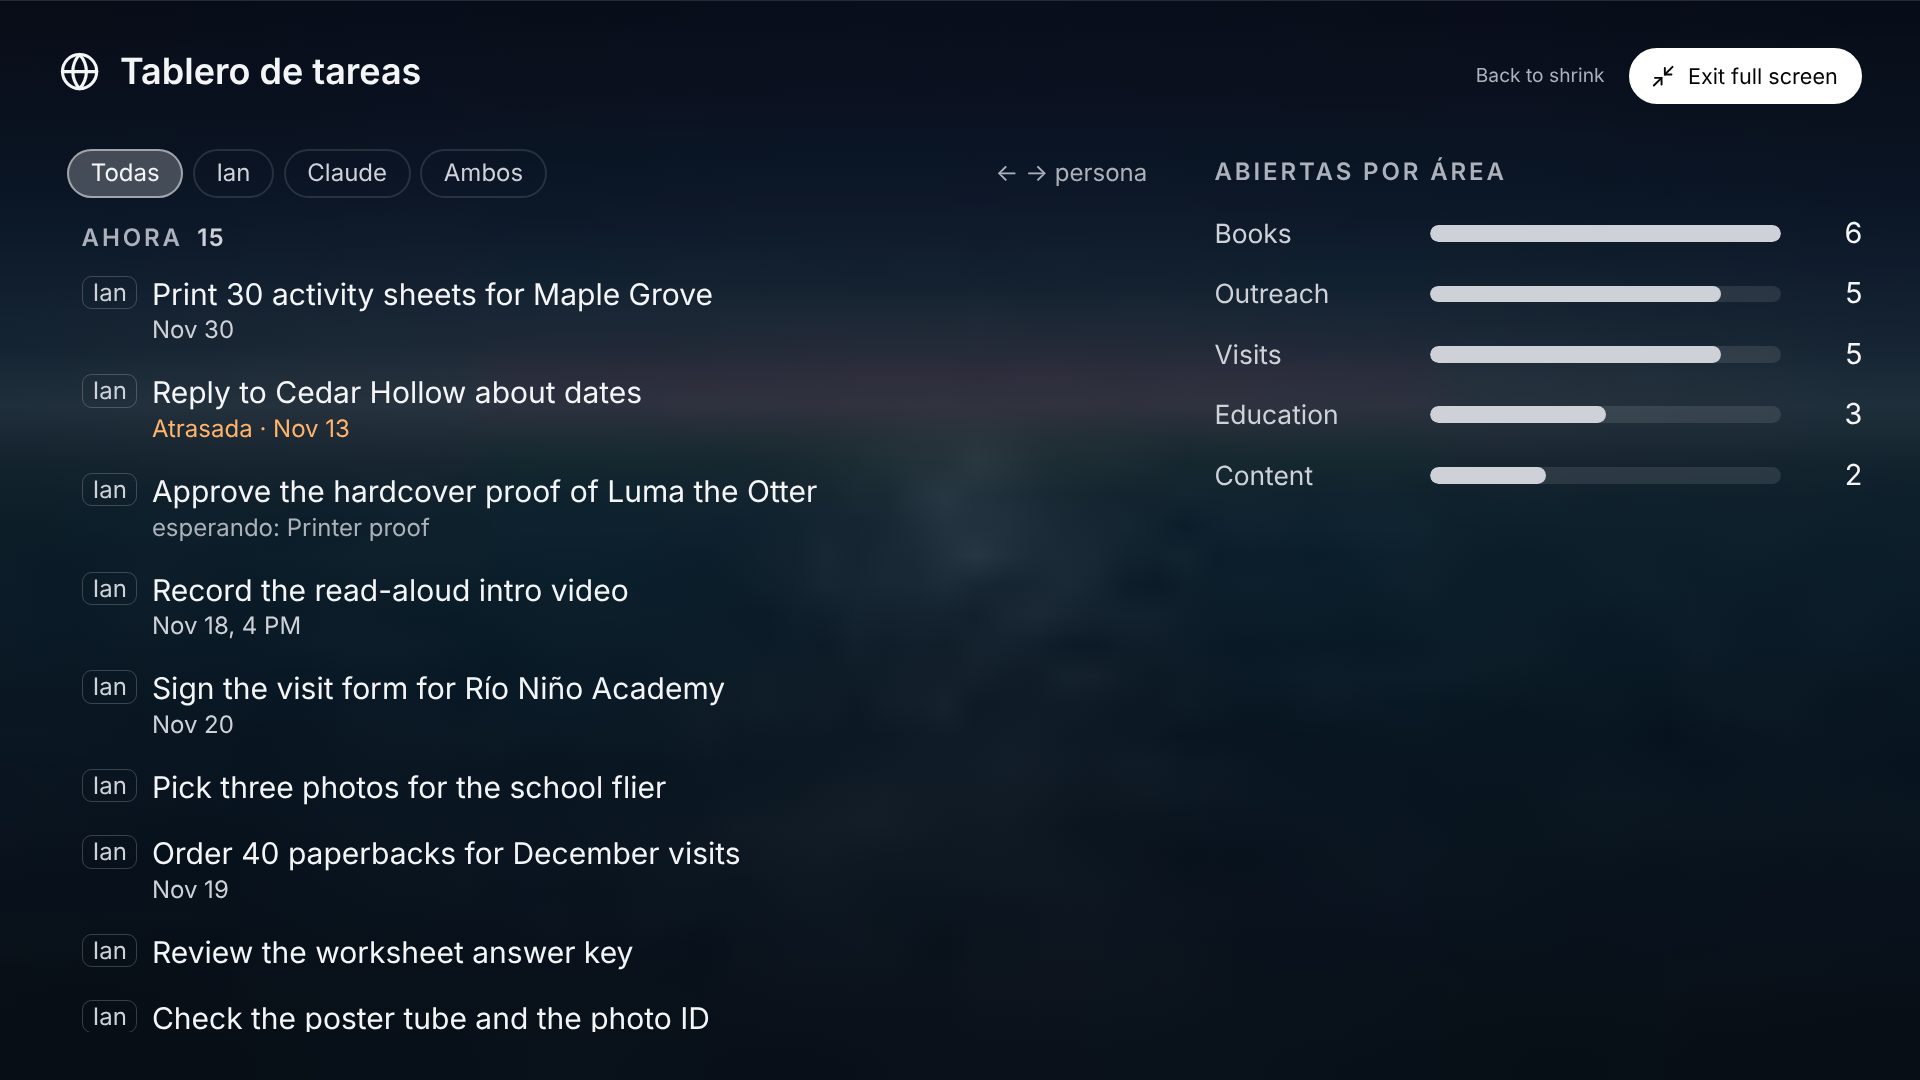 Tablero de tareas
Back to shrink
Exit full screen
Todas
Ian
Claude
Ambos
← → persona
AHORA 15
Ian Print 30 activity sheets for Maple Grove
Nov 30
Ian Reply to Cedar Hollow about dates
Atrasada · Nov 13
Ian Approve the hardcover proof of Luma the Otter
esperando: Printer proof
Ian Record the read-aloud intro video
Nov 18, 4 PM
Ian Sign the visit form for Río Niño Academy
Nov 20
Ian Pick three photos for the school flier
Ian Order 40 paperbacks for December visits
Nov 19
Ian Review the worksheet answer key
Ian Check the poster tube and the photo ID
ABIERTAS POR ÁREA
Books 6
Outreach 5
Visits 5
Education 3
Content 2